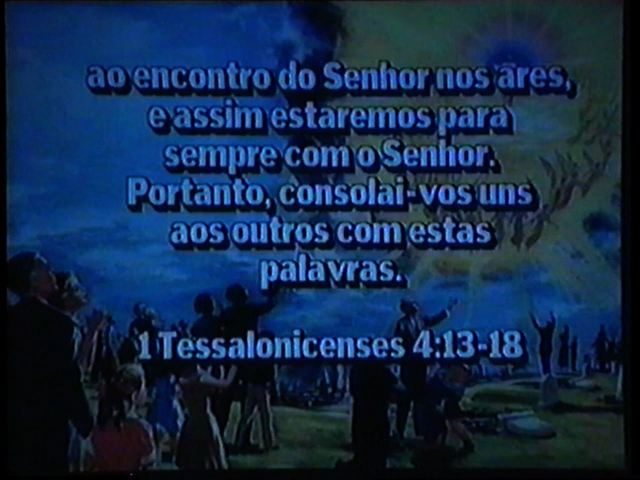 ao encontro do Senhor nos ares,
e assim estaremos para
sempre com o Senhor.
Portanto, consolai-vos uns
aos outros com estas
palavras.
1 Tessalonicenses 4:13-18